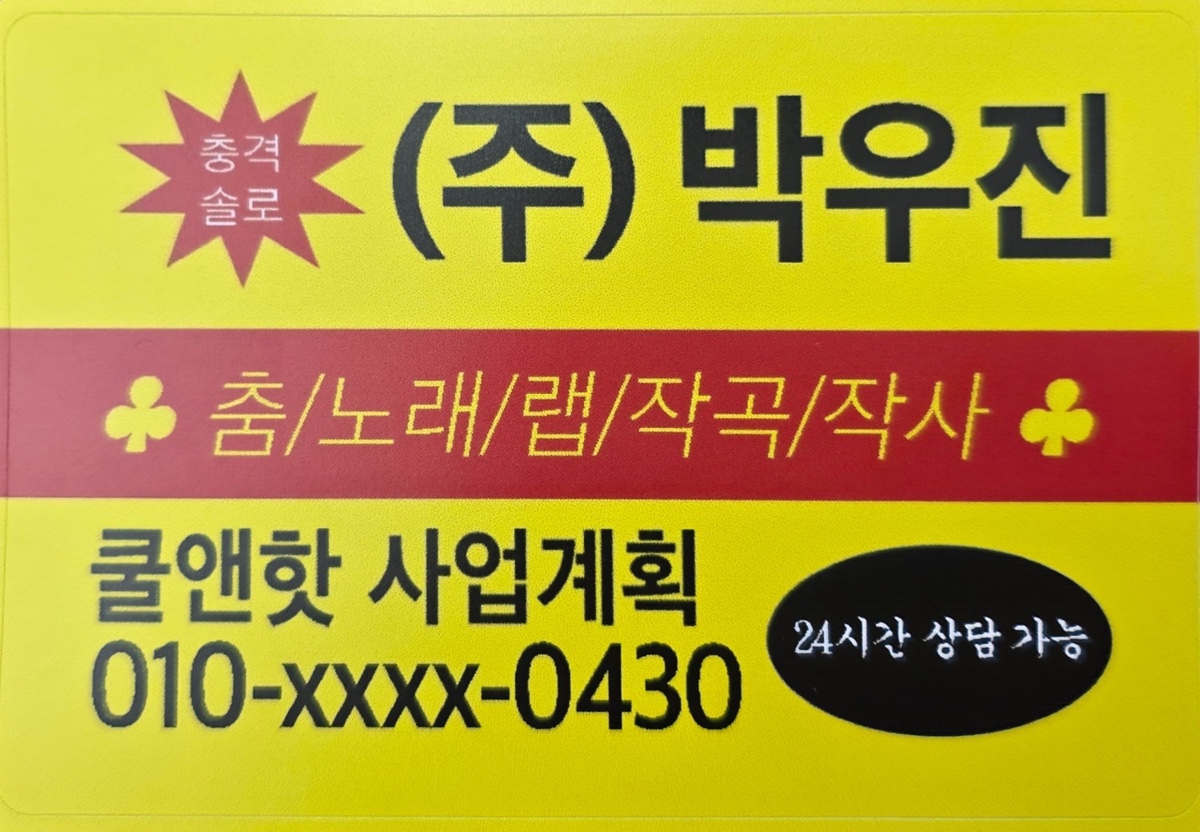 충격
솔로
(주) 박우진
♣ 춤/노래/랩/작곡/작사 ♣
쿨앤핫 사업계획
010-xxxx-0430
24시간 상담 가능